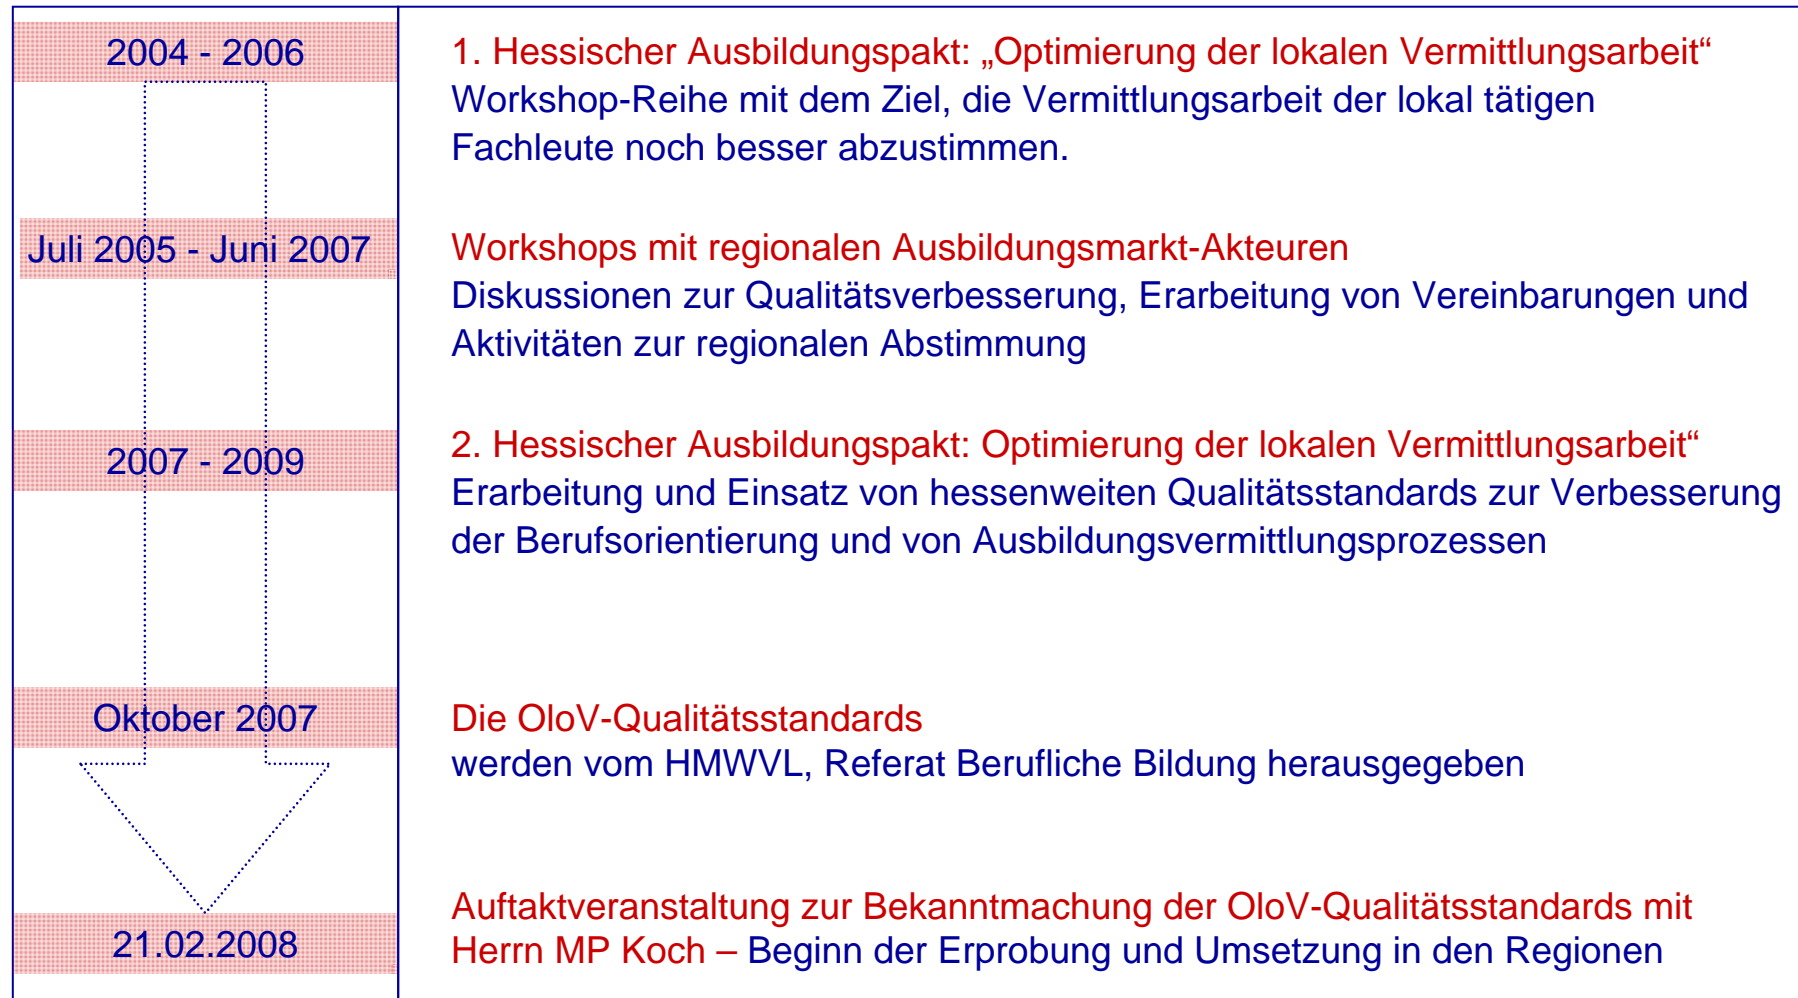 2004 - 2006
1. Hessischer Ausbildungspakt: „Optimierung der lokalen Vermittlungsarbeit“
Workshop-Reihe mit dem Ziel, die Vermittlungsarbeit der lokal tätigen
Fachleute noch besser abzustimmen.
Juli 2005 - Juni 2007
Workshops mit regionalen Ausbildungsmarkt-Akteuren
Diskussionen zur Qualitätsverbesserung, Erarbeitung von Vereinbarungen und
Aktivitäten zur regionalen Abstimmung
2007 - 2009
2. Hessischer Ausbildungspakt: Optimierung der lokalen Vermittlungsarbeit“
Erarbeitung und Einsatz von hessenweiten Qualitätsstandards zur Verbesserung
der Berufsorientierung und von Ausbildungsvermittlungsprozessen
Oktober 2007
Die OloV-Qualitätsstandards
werden vom HMWVL, Referat Berufliche Bildung herausgegeben
21.02.2008
Auftaktveranstaltung zur Bekanntmachung der OloV-Qualitätsstandards mit
Herrn MP Koch – Beginn der Erprobung und Umsetzung in den Regionen